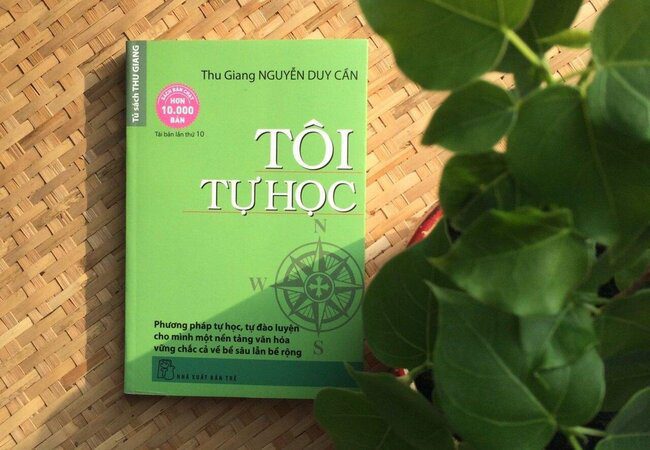 Tủ sách THU GIANG
Thu Giang NGUYỄN DUY CẦN
SÁCH BÁN CHẠY
HƠN
10.000
BẢN
Tái bản lần thứ 10
TÔI
TỰ HỌC
N
W
S
Phương pháp tự học, tự đào luyện
cho mình một nền tảng văn hóa
vững chắc cả về bề sâu lẫn bề rộng
NHÀ XUẤT BẢN TRẺ